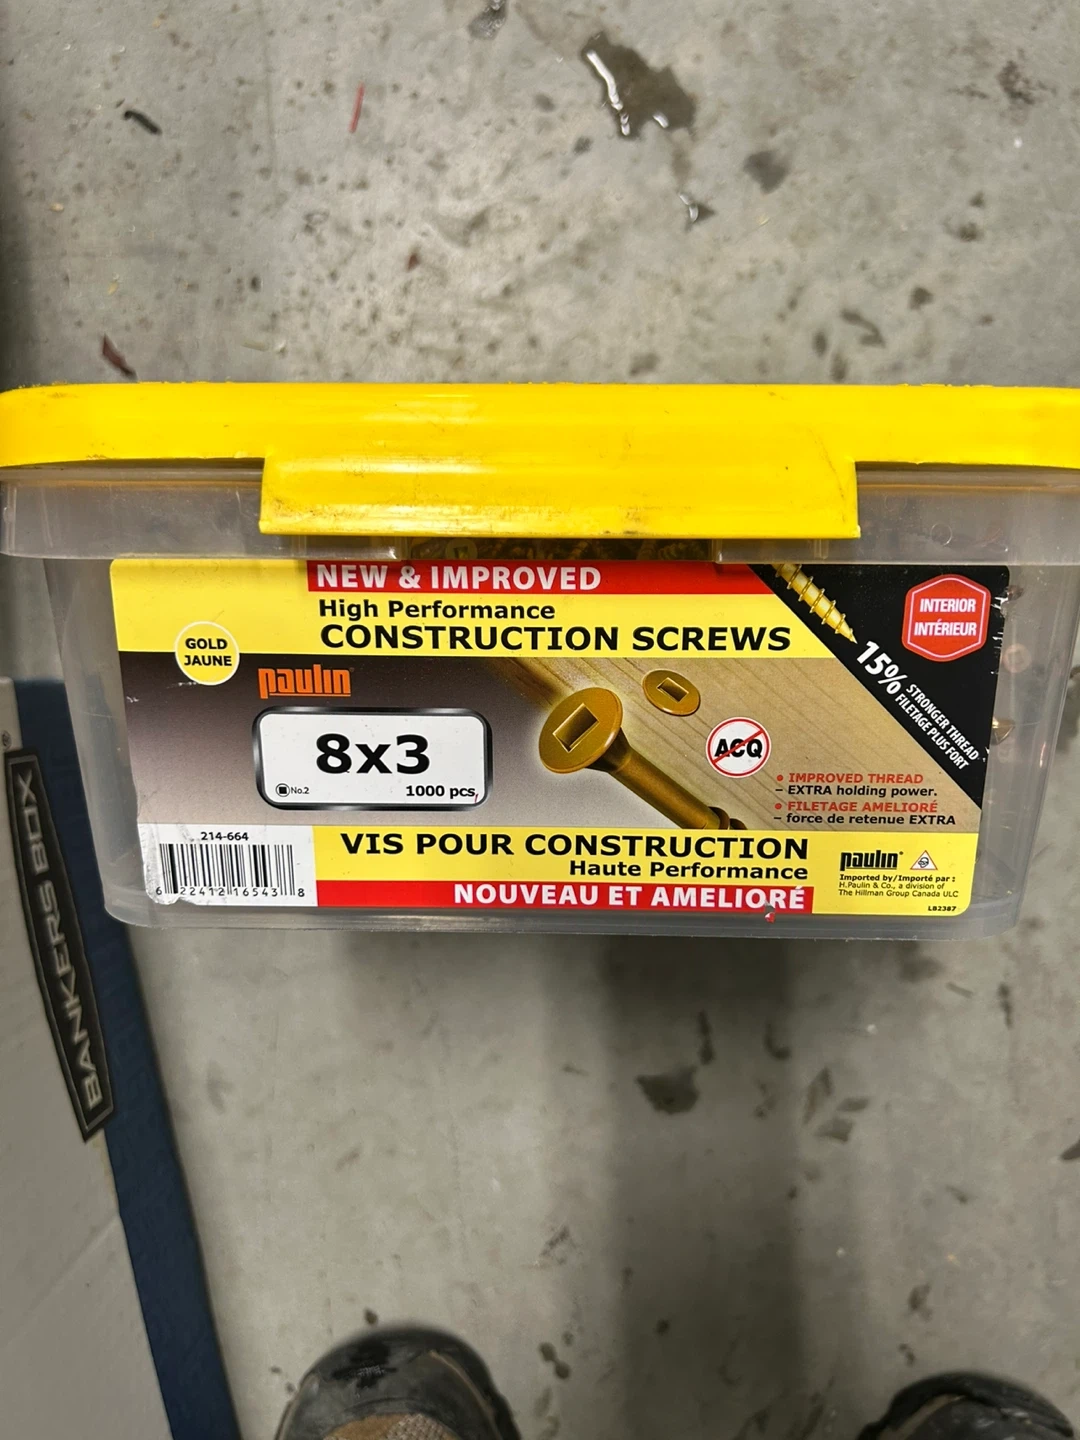 NEW & IMPROVED
High Performance
CONSTRUCTION SCREWS
GOLD
JAUNE
paulin
8x3
No.2
1000 pcs,
INTERIOR
INTÉRIEUR
15%
STRONGER THREAD
FILETAGE PLUS FORT
ACQ
• IMPROVED THREAD
– EXTRA holding power.
• FILETAGE AMELIORÉ
– force de retenue EXTRA
214-664
6 22412 16543 8
VIS POUR CONSTRUCTION
Haute Performance
NOUVEAU ET AMELIORÉ
paulin®
Imported by/Importé par :
H.Paulin & Co., a division of
The Hillman Group Canada ULC
LB2387
BANKERS BOX®